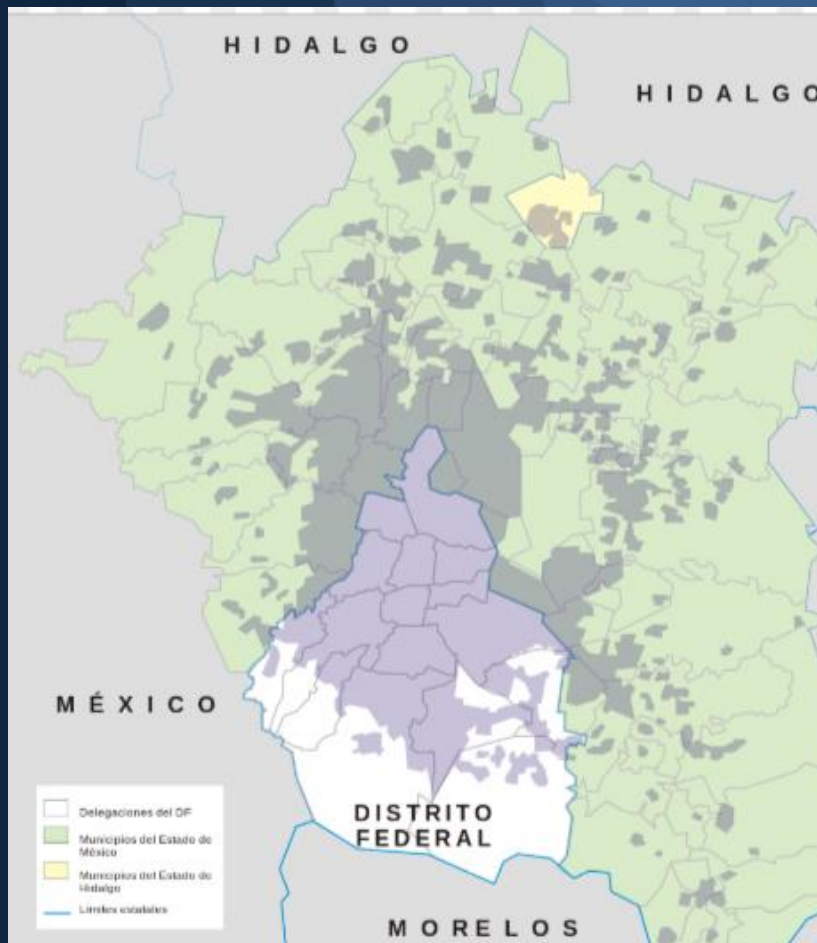 HIDALGO
HIDALGO
MÉXICO
DISTRITO
FEDERAL
MORELOS
Delegaciones del DF
Municipios del Estado de
México
Municipios del Estado de
Hidalgo
Límites estatales